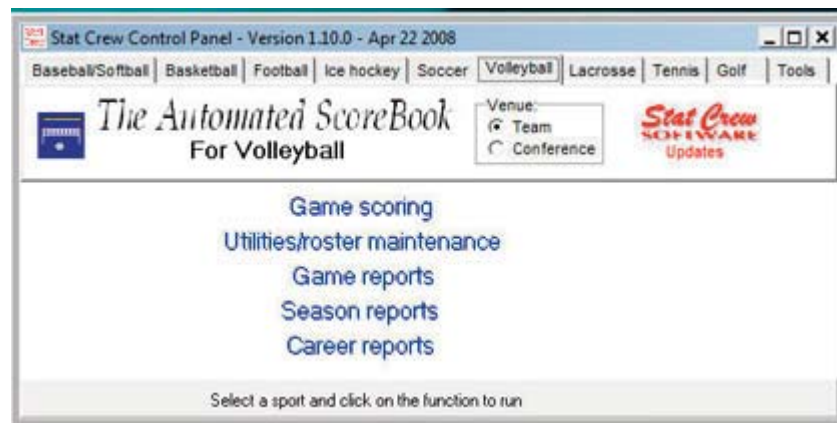 Stat Crew Control Panel - Version 1.10.0 - Apr 22 2008
Baseball/Softball Basketball Football Ice hockey Soccer Volleyball Lacrosse Tennis Golf Tools
The Automated ScoreBook
For Volleyball
Venue:
Team
Conference
Stat Crew
SOFTWARE
Updates
Game scoring
Utilities/roster maintenance
Game reports
Season reports
Career reports
Select a sport and click on the function to run